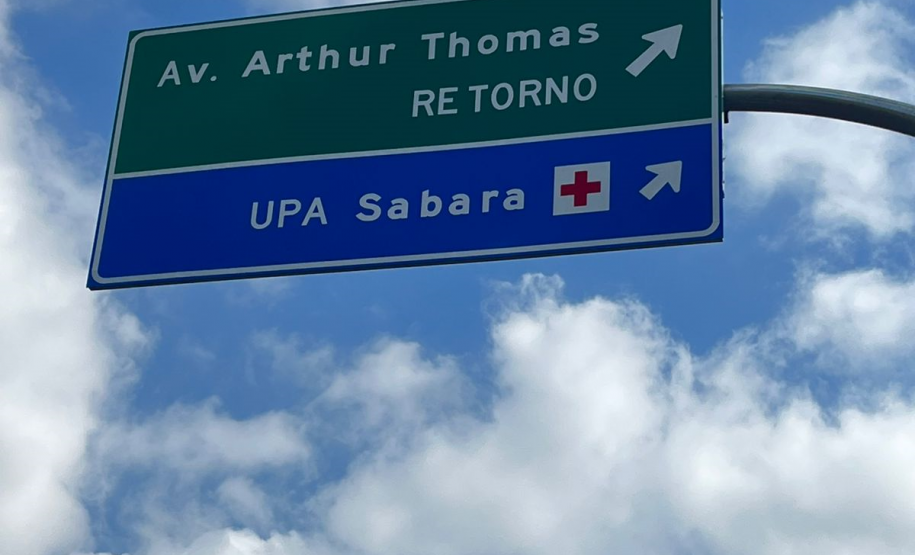 Av. Arthur Thomas
RETORNO
UPA Sabara